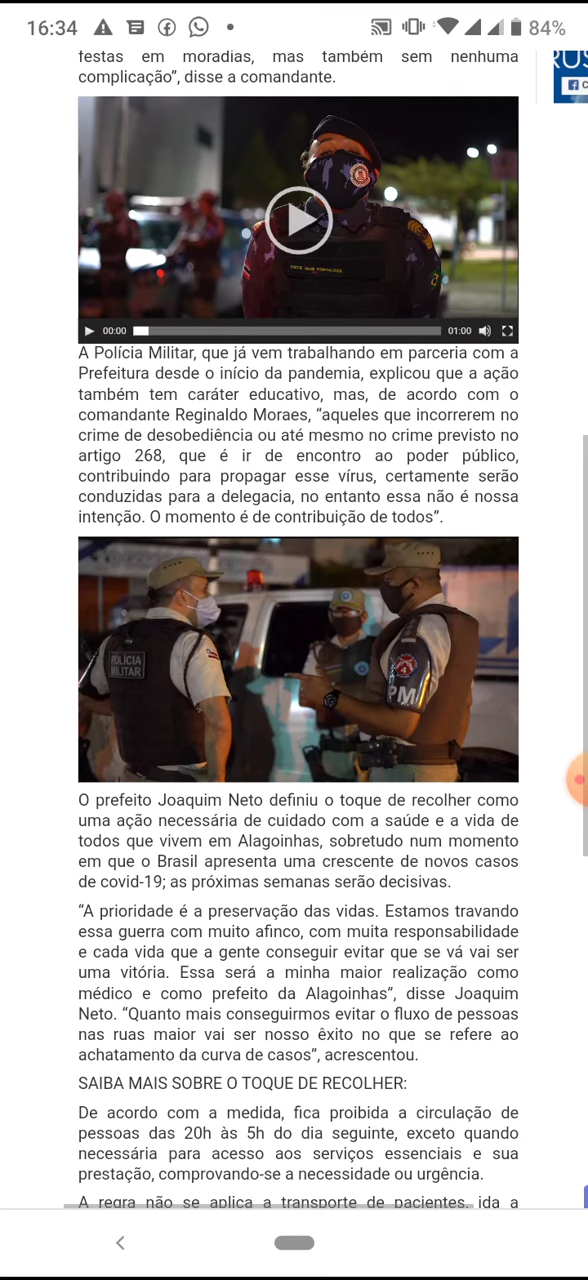 16:34
84%
festas em moradias, mas também sem nenhuma
complicação”, disse a comandante.
00:00
01:00
A Polícia Militar, que já vem trabalhando em parceria com a
Prefeitura desde o início da pandemia, explicou que a ação
também tem caráter educativo, mas, de acordo com o
comandante Reginaldo Moraes, “aqueles que incorrerem no
crime de desobediência ou até mesmo no crime previsto no
artigo 268, que é ir de encontro ao poder público,
contribuindo para propagar esse vírus, certamente serão
conduzidas para a delegacia, no entanto essa não é nossa
intenção. O momento é de contribuição de todos”.
POLÍCIA
MILITAR
PM
O prefeito Joaquim Neto definiu o toque de recolher como
uma ação necessária de cuidado com a saúde e a vida de
todos que vivem em Alagoinhas, sobretudo num momento
em que o Brasil apresenta uma crescente de novos casos
de covid-19; as próximas semanas serão decisivas.
“A prioridade é a preservação das vidas. Estamos travando
essa guerra com muito afinco, com muita responsabilidade
e cada vida que a gente conseguir evitar que se vá vai ser
uma vitória. Essa será a minha maior realização como
médico e como prefeito da Alagoinhas”, disse Joaquim
Neto. “Quanto mais conseguirmos evitar o fluxo de pessoas
nas ruas maior vai ser nosso êxito no que se refere ao
achatamento da curva de casos”, acrescentou.
SAIBA MAIS SOBRE O TOQUE DE RECOLHER:
De acordo com a medida, fica proibida a circulação de
pessoas das 20h às 5h do dia seguinte, exceto quando
necessária para acesso aos serviços essenciais e sua
prestação, comprovando-se a necessidade ou urgência.
A regra não se aplica a transporte de pacientes, ida a